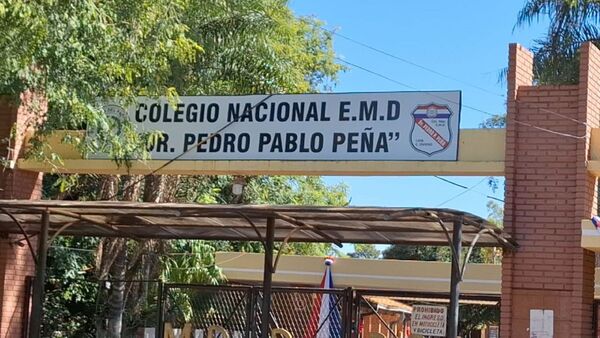 COLEGIO NACIONAL E.M.D
"DR. PEDRO PABLO PEÑA"
PROHIBIDO
EL INGRESO
EN MOTOCICLETA
Y BICICLETA